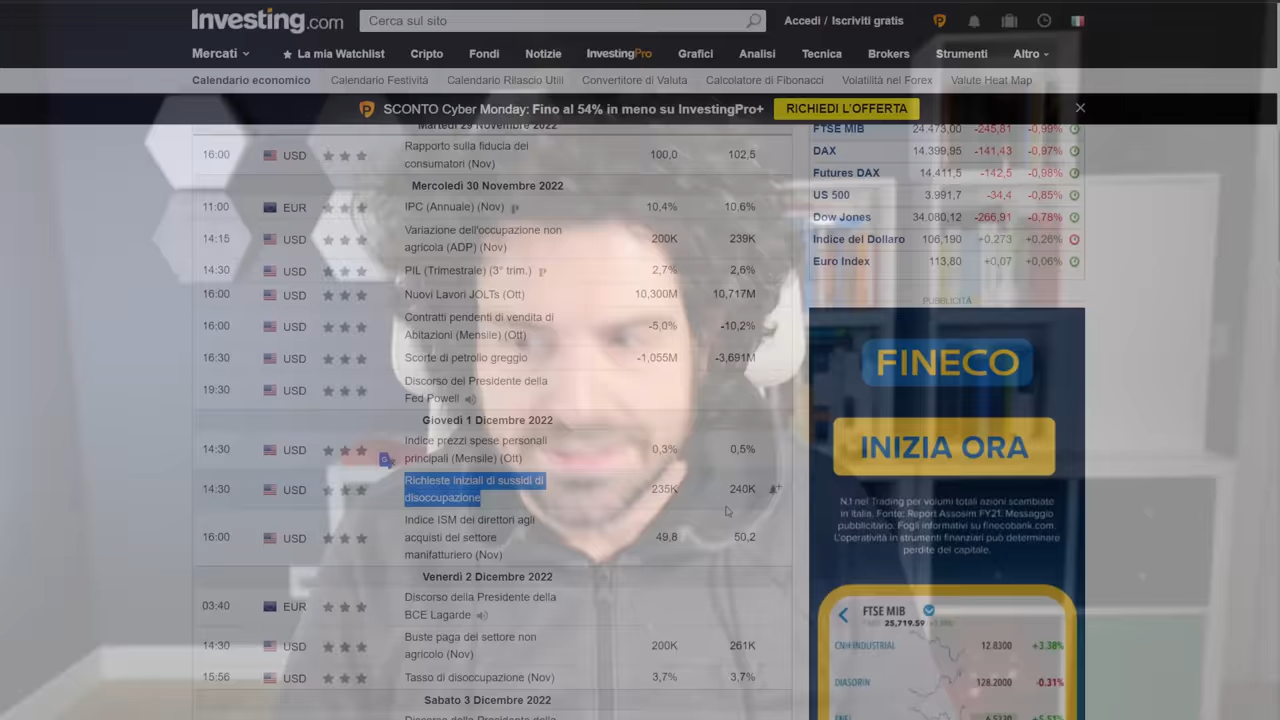 Investing.com
Cerca sul sito
Accedi / Iscriviti gratis
Mercati
La mia Watchlist
Cripto
Fondi
Notizie
InvestingPro
Grafici
Analisi
Tecnica
Brokers
Strumenti
Altro
Calendario economico
Calendario Festività
Calendario Rilascio Utili
Convertitore di Valuta
Calcolatore di Fibonacci
Volatilità nel Forex
Valute Heat Map
SCONTO Cyber Monday: Fino al 54% in meno su InvestingPro+
RICHIEDI L'OFFERTA
Martedì 29 Novembre 2022
16:00 USD Rapporto sulla fiducia dei 100,0 102,5
consumatori (Nov)
Mercoledì 30 Novembre 2022
11:00 EUR IPC (Annuale) (Nov) P 10,4% 10,6%
14:15 USD Variazione dell'occupazione non 200K 239K
agricola (ADP) (Nov)
14:30 USD PIL (Trimestrale) (3° trim.) P 2,7% 2,6%
16:00 USD Nuovi Lavori JOLTs (Ott) 10,300M 10,717M
16:00 USD Contratti pendenti di vendita di -5,0% -10,2%
Abitazioni (Mensile) (Ott)
16:30 USD Scorte di petrolio greggio -1,055M -3,691M
19:30 USD Discorso del Presidente della
Fed Powell
Giovedì 1 Dicembre 2022
14:30 USD Indice prezzi spese personali 0,3% 0,5%
principali (Mensile) (Ott)
14:30 USD Richieste iniziali di sussidi di 235K 240K
disoccupazione
16:00 USD Indice ISM dei direttori agli 49,8 50,2
acquisti del settore
manifatturiero (Nov)
Venerdì 2 Dicembre 2022
03:40 EUR Discorso della Presidente della
BCE Lagarde
14:30 USD Buste paga del settore non 200K 261K
agricolo (Nov)
15:56 USD Tasso di disoccupazione (Nov) 3,7% 3,7%
Sabato 3 Dicembre 2022
Discorso della Presidente della
FTSE MIB 24.473,00 -245,81 -0,99%
DAX 14.399,95 -141,43 -0,97%
Futures DAX 14.411,5 -142,5 -0,98%
US 500 3.991,7 -34,4 -0,85%
Dow Jones 34.080,12 -266,91 -0,78%
Indice del Dollaro 106,190 +0,273 +0,26%
Euro Index 113,80 +0,07 +0,06%
PUBBLICITÀ
FINECO
INIZIA ORA
N.1 nel Trading per volumi totali azioni scambiate
in Italia. Fonte: Report Assosim FY21. Messaggio
pubblicitario. Fogli informativi su finecobank.com.
L'operatività in strumenti finanziari può determinare
perdite del capitale.
FTSE MIB
25,719.59
CNH INDUSTRIAL 12.8300 +3.38%
DIASORIN 128.2000 -0.31%